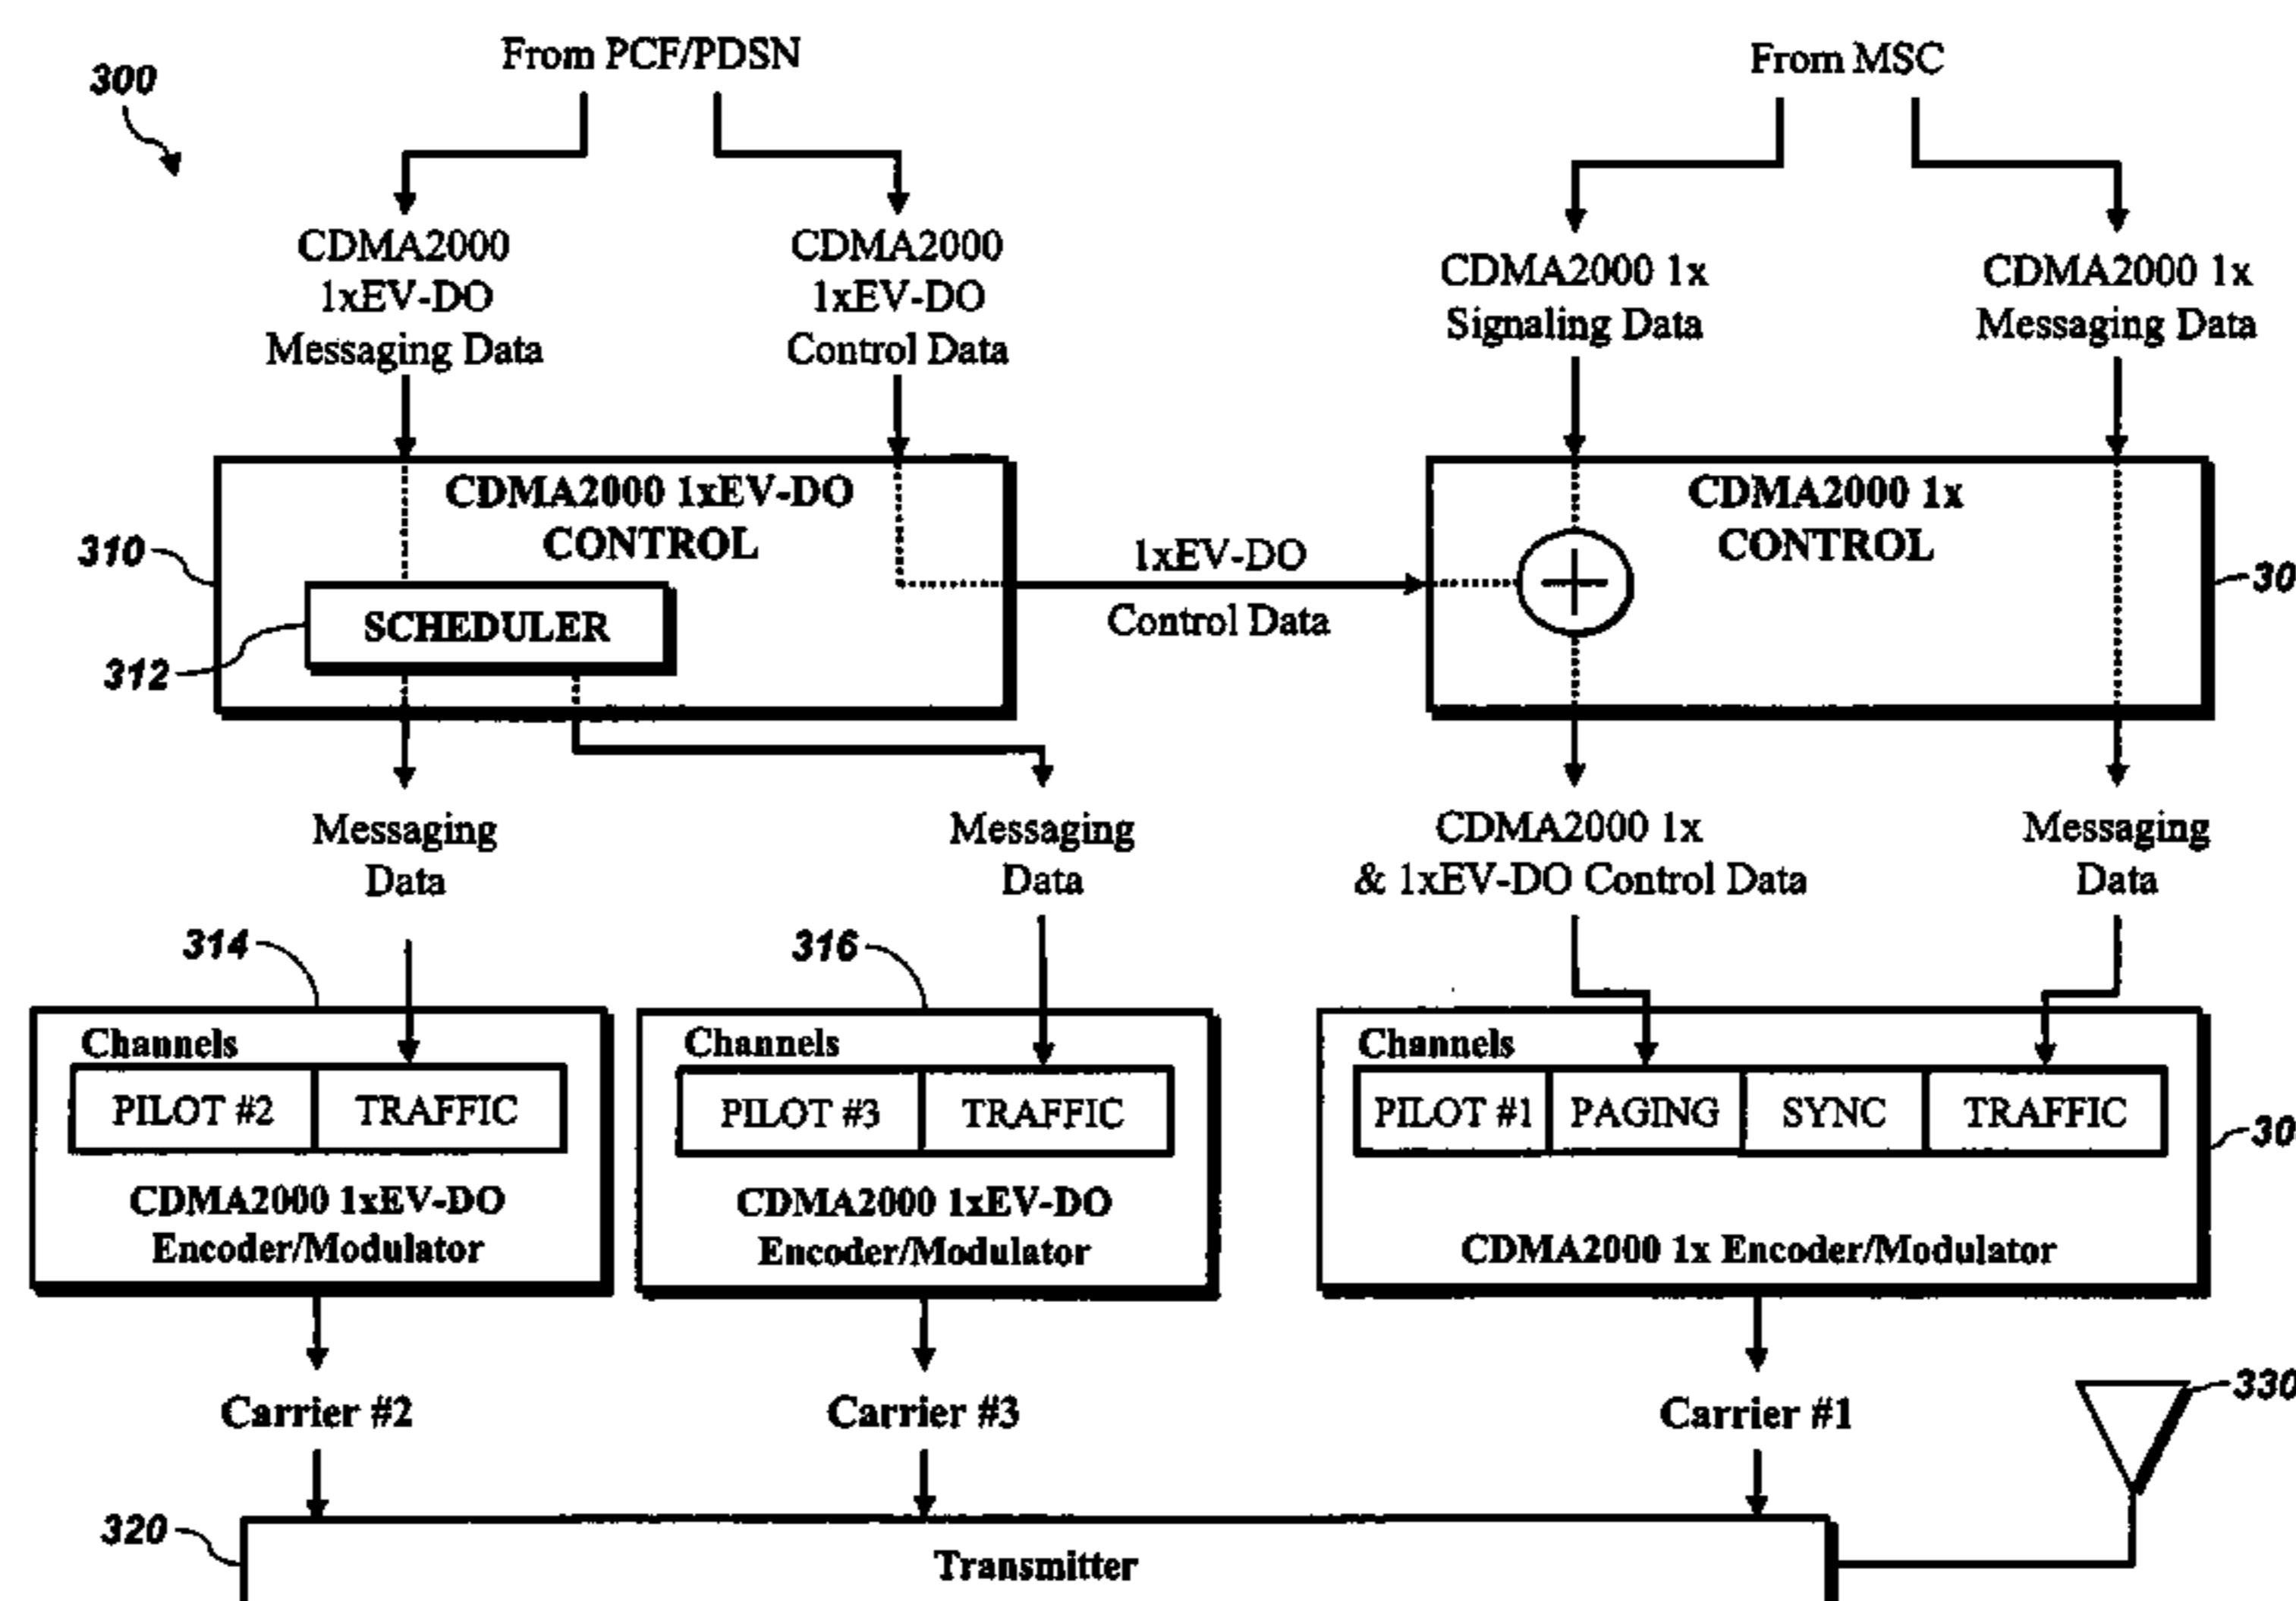 From PCF/PDSN
From MSC
300
CDMA2000
1xEV-DO
Messaging Data
CDMA2000
1xEV-DO
Control Data
CDMA2000 1x
Signaling Data
CDMA2000 1x
Messaging Data
CDMA2000 1xEV-DO
CONTROL
310
SCHEDULER
312
1xEV-DO
Control Data
CDMA2000 1x
CONTROL
30
Messaging
Data
Messaging
Data
CDMA2000 1x
& 1xEV-DO Control Data
Messaging
Data
314
Channels
PILOT #2 TRAFFIC
CDMA2000 1xEV-DO
Encoder/Modulator
316
Channels
PILOT #3 TRAFFIC
CDMA2000 1xEV-DO
Encoder/Modulator
Channels
PILOT #1 PAGING SYNC TRAFFIC
30
CDMA2000 1x Encoder/Modulator
Carrier #2
Carrier #3
Carrier #1
330
320
Transmitter